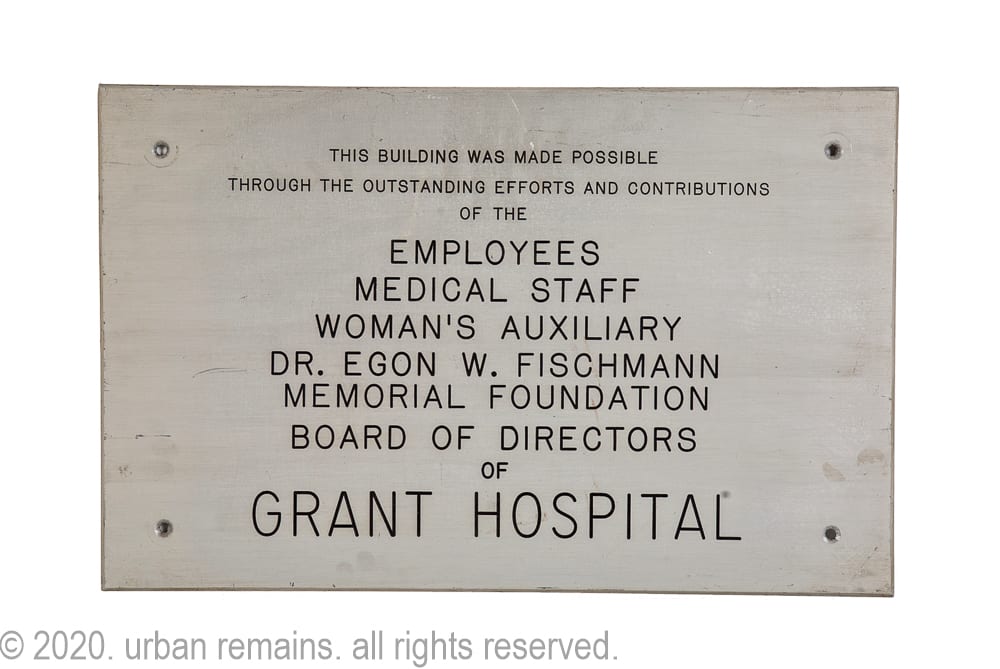 THIS BUILDING WAS MADE POSSIBLE
THROUGH THE OUTSTANDING EFFORTS AND CONTRIBUTIONS
OF THE
EMPLOYEES
MEDICAL STAFF
WOMAN'S AUXILIARY
DR. EGON W. FISCHMANN
MEMORIAL FOUNDATION
BOARD OF DIRECTORS
OF
GRANT HOSPITAL
© 2020. urban remains. all rights reserved.